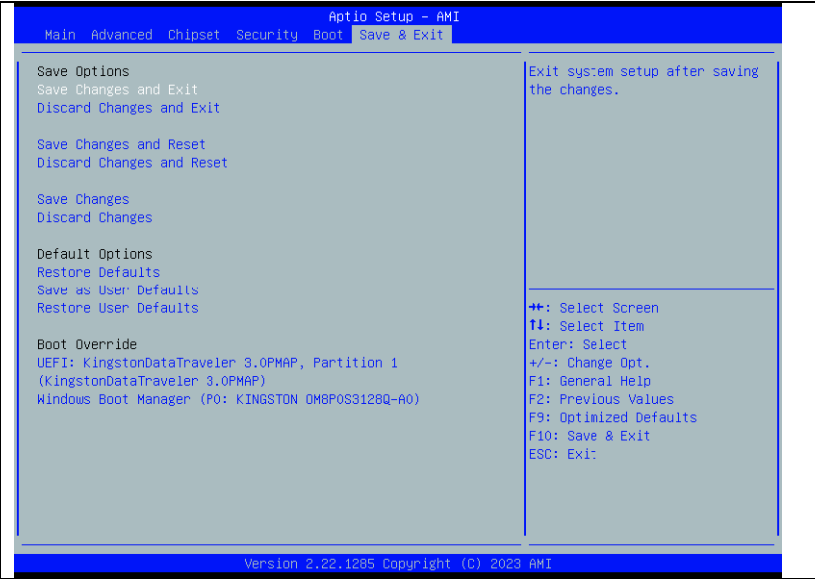 Aptio Setup – AMI
Main Advanced Chipset Security Boot Save & Exit
Save Options
Save Changes and Exit
Discard Changes and Exit
Save Changes and Reset
Discard Changes and Reset
Save Changes
Discard Changes
Default Options
Restore Defaults
Save as User Defaults
Restore User Defaults
Boot Override
UEFI: KingstonDataTraveler 3.0PMAP, Partition 1
(KingstonDataTraveler 3.0PMAP)
Windows Boot Manager (P0: KINGSTON OM8P0S3128Q-A0)
Exit system setup after saving
the changes.
→←: Select Screen
↑↓: Select Item
Enter: Select
+/-: Change Opt.
F1: General Help
F2: Previous Values
F9: Optimized Defaults
F10: Save & Exit
ESC: Exit
Version 2.22.1285 Copyright (C) 2023 AMI